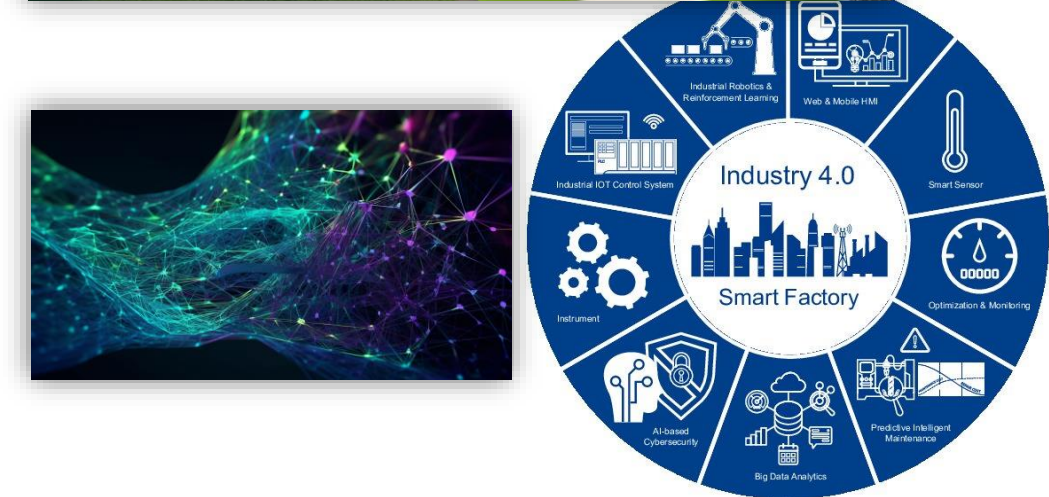 Industrial Robotics &
Reinforcement Learning
Web & Mobile HMI
Industrial IOT Control System
Smart Sensor
Industry 4.0
Smart Factory
Instrument
00000
Optimization & Monitoring
AI-based
Cybersecurity
Big Data Analytics
Predictive Intelligent
Maintenance